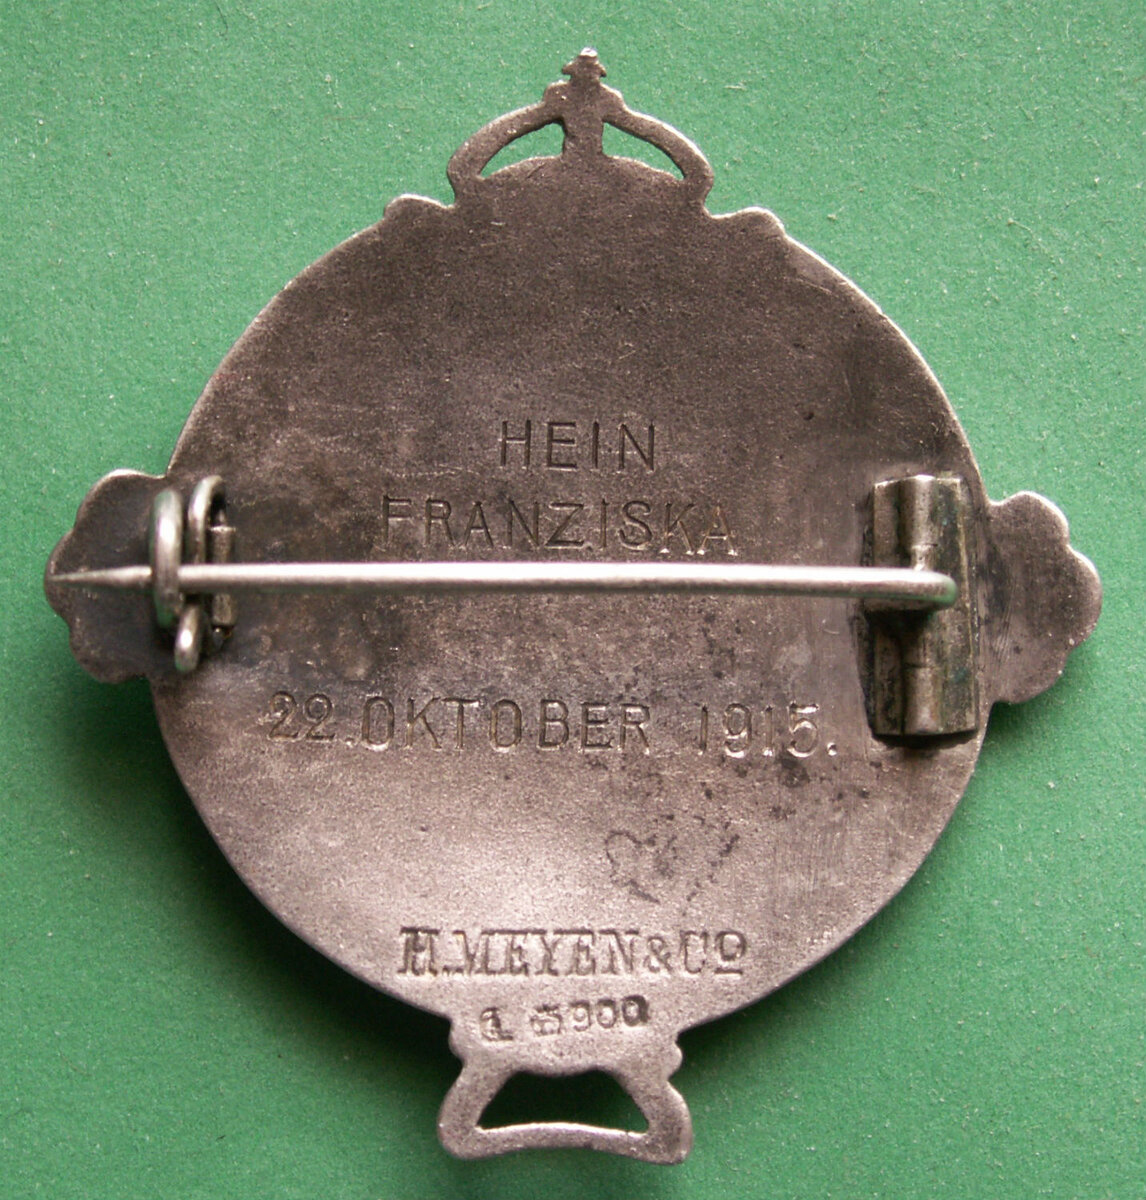 HEIN
FRANZISKA
22. OKTOBER 1915.
H. MEYEN & Co
900